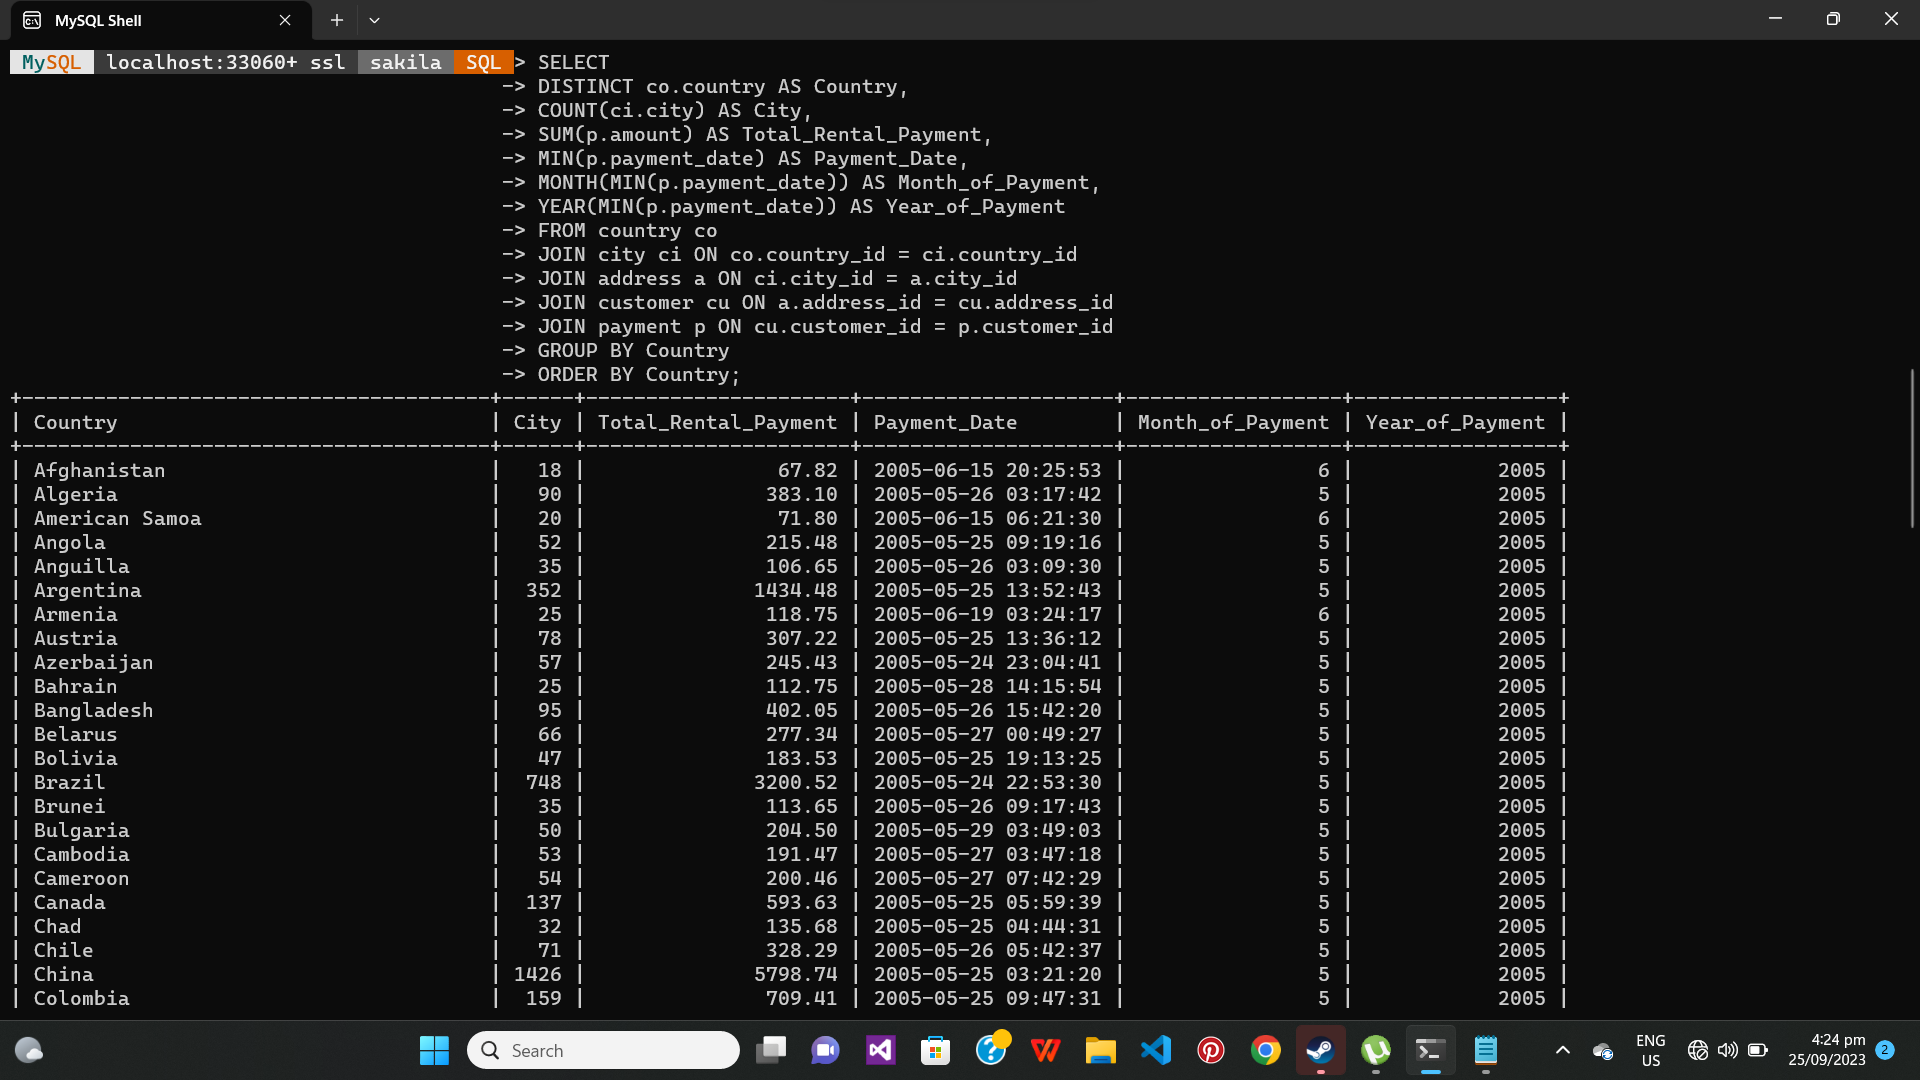 MySQL Shell
MySQL localhost:33060+ ssl sakila SQL > SELECT
-> DISTINCT co.country AS Country,
-> COUNT(ci.city) AS City,
-> SUM(p.amount) AS Total_Rental_Payment,
-> MIN(p.payment_date) AS Payment_Date,
-> MONTH(MIN(p.payment_date)) AS Month_of_Payment,
-> YEAR(MIN(p.payment_date)) AS Year_of_Payment
-> FROM country co
-> JOIN city ci ON co.country_id = ci.country_id
-> JOIN address a ON ci.city_id = a.city_id
-> JOIN customer cu ON a.address_id = cu.address_id
-> JOIN payment p ON cu.customer_id = p.customer_id
-> GROUP BY Country
-> ORDER BY Country;
| Country | City | Total_Rental_Payment | Payment_Date | Month_of_Payment | Year_of_Payment |
| Afghanistan | 18 | 67.82 | 2005-06-15 20:25:53 | 6 | 2005 |
| Algeria | 90 | 383.10 | 2005-05-26 03:17:42 | 5 | 2005 |
| American Samoa | 20 | 71.80 | 2005-06-15 06:21:30 | 6 | 2005 |
| Angola | 52 | 215.48 | 2005-05-25 09:19:16 | 5 | 2005 |
| Anguilla | 35 | 106.65 | 2005-05-26 03:09:30 | 5 | 2005 |
| Argentina | 352 | 1434.48 | 2005-05-25 13:52:43 | 5 | 2005 |
| Armenia | 25 | 118.75 | 2005-06-19 03:24:17 | 6 | 2005 |
| Austria | 78 | 307.22 | 2005-05-25 13:36:12 | 5 | 2005 |
| Azerbaijan | 57 | 245.43 | 2005-05-24 23:04:41 | 5 | 2005 |
| Bahrain | 25 | 112.75 | 2005-05-28 14:15:54 | 5 | 2005 |
| Bangladesh | 95 | 402.05 | 2005-05-26 15:42:20 | 5 | 2005 |
| Belarus | 66 | 277.34 | 2005-05-27 00:49:27 | 5 | 2005 |
| Bolivia | 47 | 183.53 | 2005-05-25 19:13:25 | 5 | 2005 |
| Brazil | 748 | 3200.52 | 2005-05-24 22:53:30 | 5 | 2005 |
| Brunei | 35 | 113.65 | 2005-05-26 09:17:43 | 5 | 2005 |
| Bulgaria | 50 | 204.50 | 2005-05-29 03:49:03 | 5 | 2005 |
| Cambodia | 53 | 191.47 | 2005-05-27 03:47:18 | 5 | 2005 |
| Cameroon | 54 | 200.46 | 2005-05-27 07:42:29 | 5 | 2005 |
| Canada | 137 | 593.63 | 2005-05-25 05:59:39 | 5 | 2005 |
| Chad | 32 | 135.68 | 2005-05-25 04:44:31 | 5 | 2005 |
| Chile | 71 | 328.29 | 2005-05-26 05:42:37 | 5 | 2005 |
| China | 1426 | 5798.74 | 2005-05-25 03:21:20 | 5 | 2005 |
| Colombia | 159 | 709.41 | 2005-05-25 09:47:31 | 5 | 2005 |
Search
ENG
US
4:24 pm
25/09/2023
2